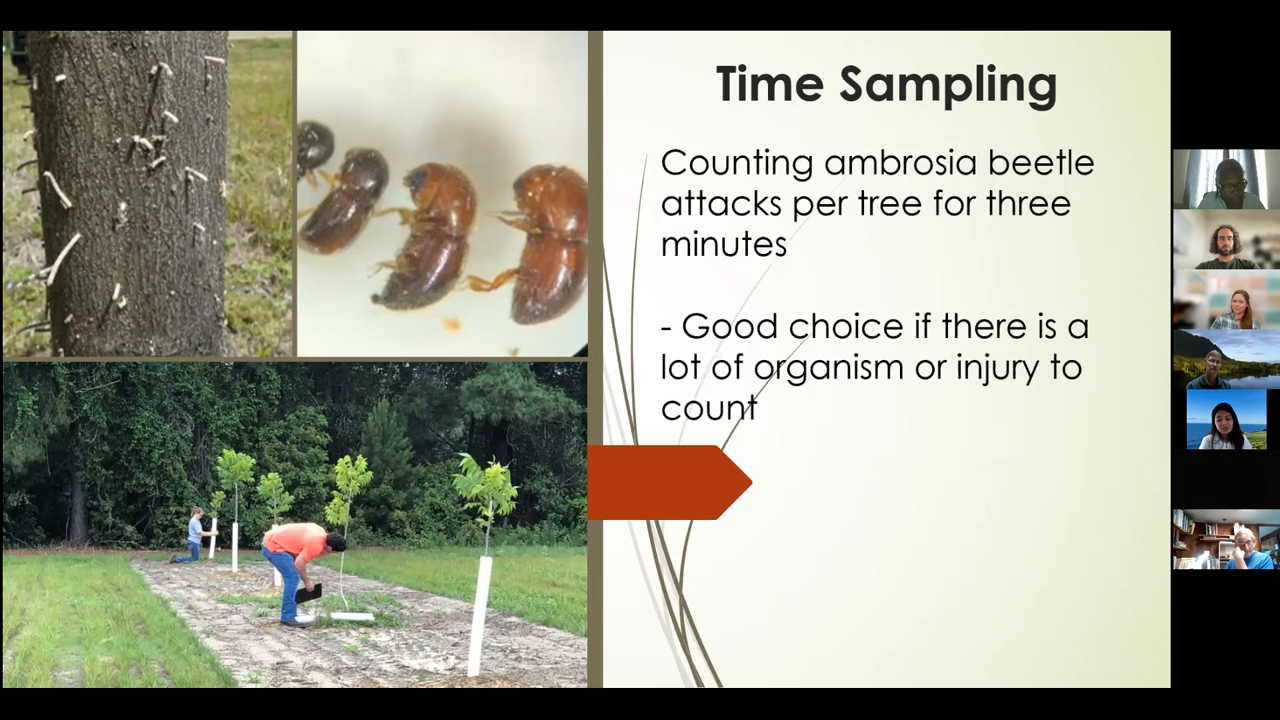 Time Sampling
Counting ambrosia beetle
attacks per tree for three
minutes
- Good choice if there is a
lot of organism or injury to
count